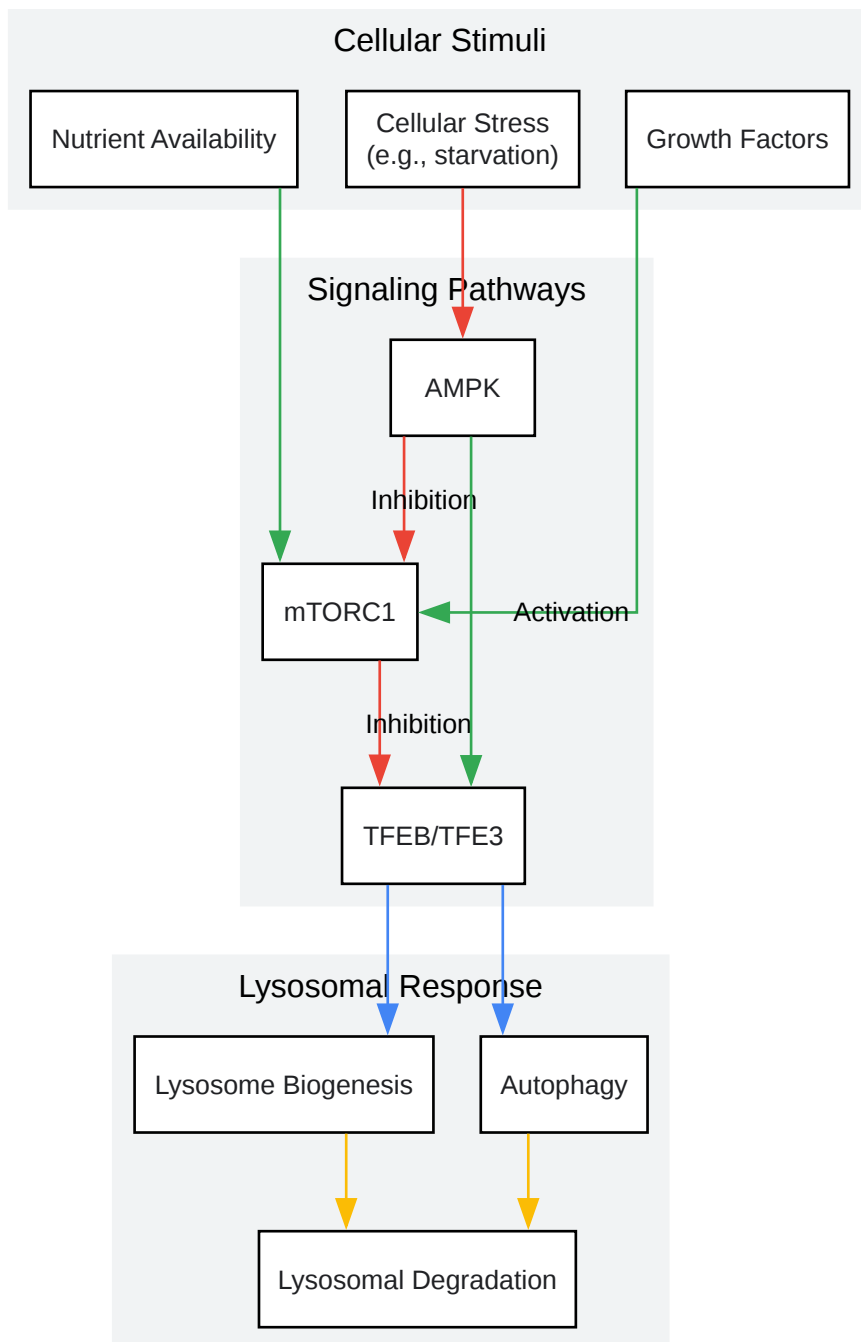 Cellular Stimuli
Nutrient Availability
Cellular Stress
(e.g., starvation)
Growth Factors
Signaling Pathways
AMPK
Inhibition
mTORC1
Activation
Inhibition
TFEB/TFE3
Lysosomal Response
Lysosome Biogenesis
Autophagy
Lysosomal Degradation